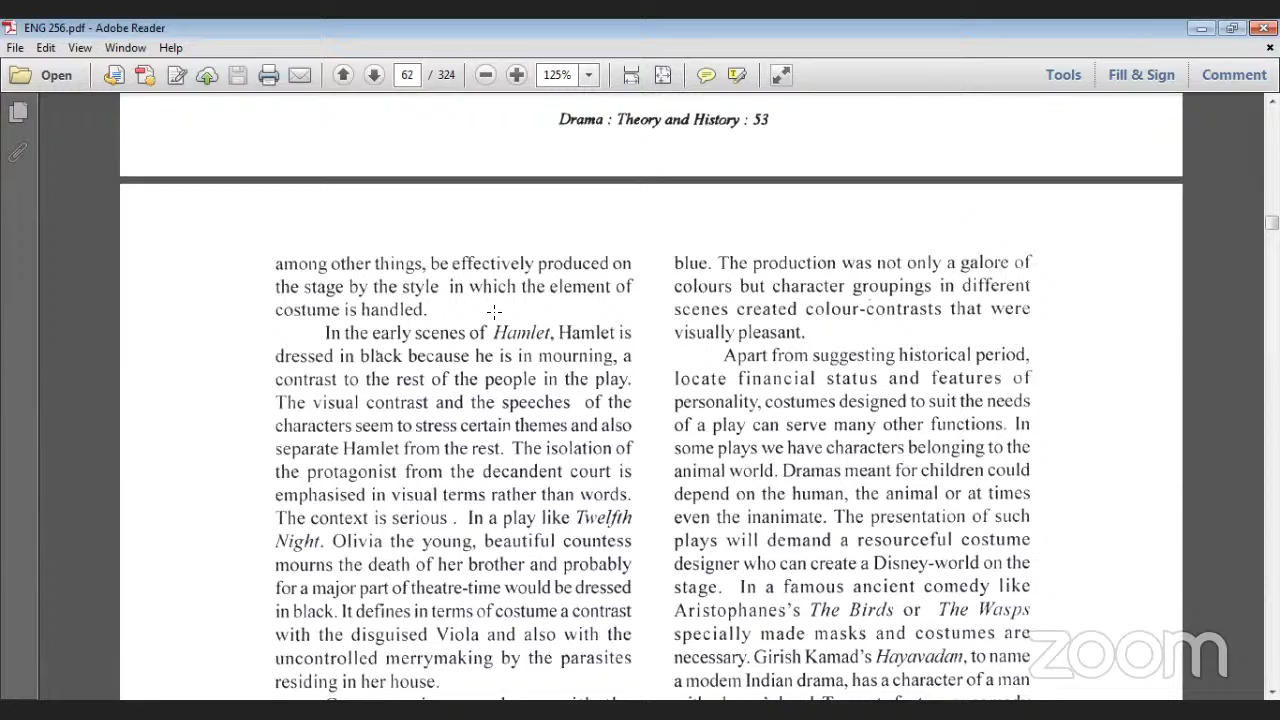 ENG 256.pdf - Adobe Reader
File Edit View Window Help
Open 62 / 324 125% Tools Fill & Sign Comment
Drama : Theory and History : 53
among other things, be effectively produced on
the stage by the style in which the element of
costume is handled.
In the early scenes of Hamlet, Hamlet is
dressed in black because he is in mourning, a
contrast to the rest of the people in the play.
The visual contrast and the speeches of the
characters seem to stress certain themes and also
separate Hamlet from the rest. The isolation of
the protagonist from the decandent court is
emphasised in visual terms rather than words.
The context is serious . In a play like Twelfth
Night. Olivia the young, beautiful countess
mourns the death of her brother and probably
for a major part of theatre-time would be dressed
in black. It defines in terms of costume a contrast
with the disguised Viola and also with the
uncontrolled merrymaking by the parasites
residing in her house.
blue. The production was not only a galore of
colours but character groupings in different
scenes created colour-contrasts that were
visually pleasant.
Apart from suggesting historical period,
locate financial status and features of
personality, costumes designed to suit the needs
of a play can serve many other functions. In
some plays we have characters belonging to the
animal world. Dramas meant for children could
depend on the human, the animal or at times
even the inanimate. The presentation of such
plays will demand a resourceful costume
designer who can create a Disney-world on the
stage. In a famous ancient comedy like
Aristophanes's The Birds or The Wasps
specially made masks and costumes are
necessary. Girish Kamad's Hayavadan, to name
a modem Indian drama, has a character of a man
zoom